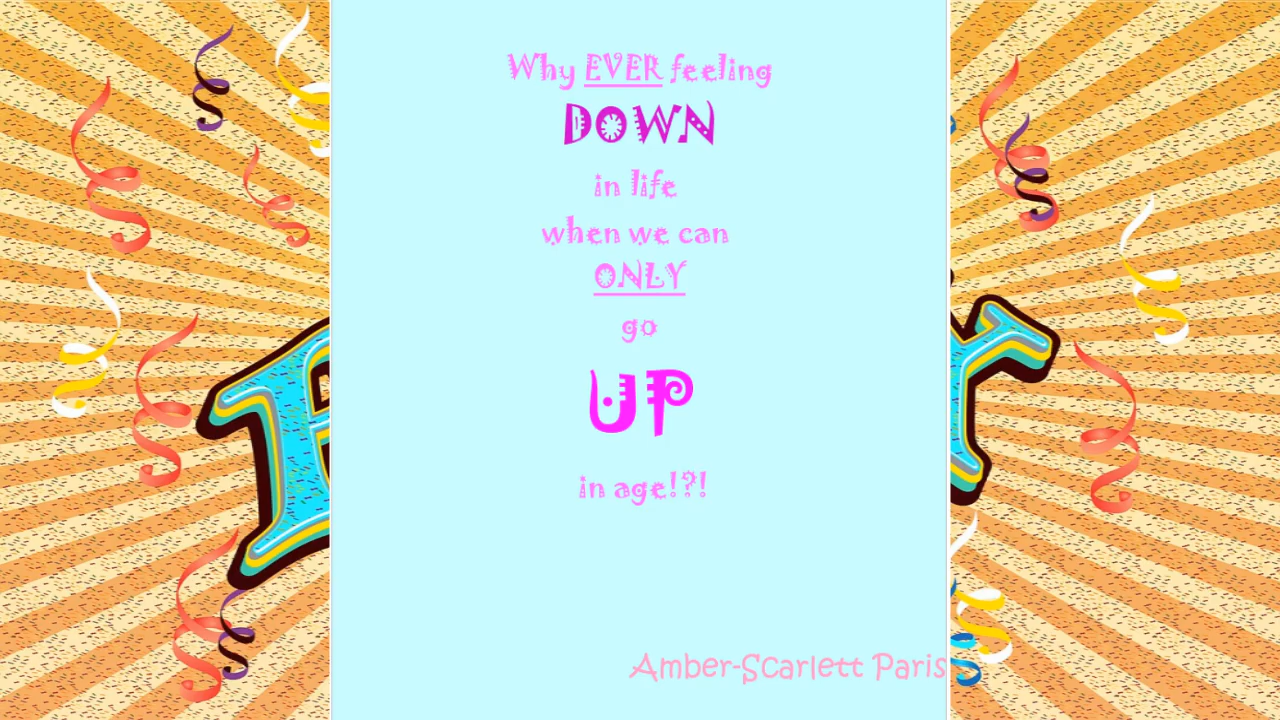 Why EVER feeling
DOWN
in life
when we can
ONLY
go
UP
in age!?!
Amber-Scarlett Paris